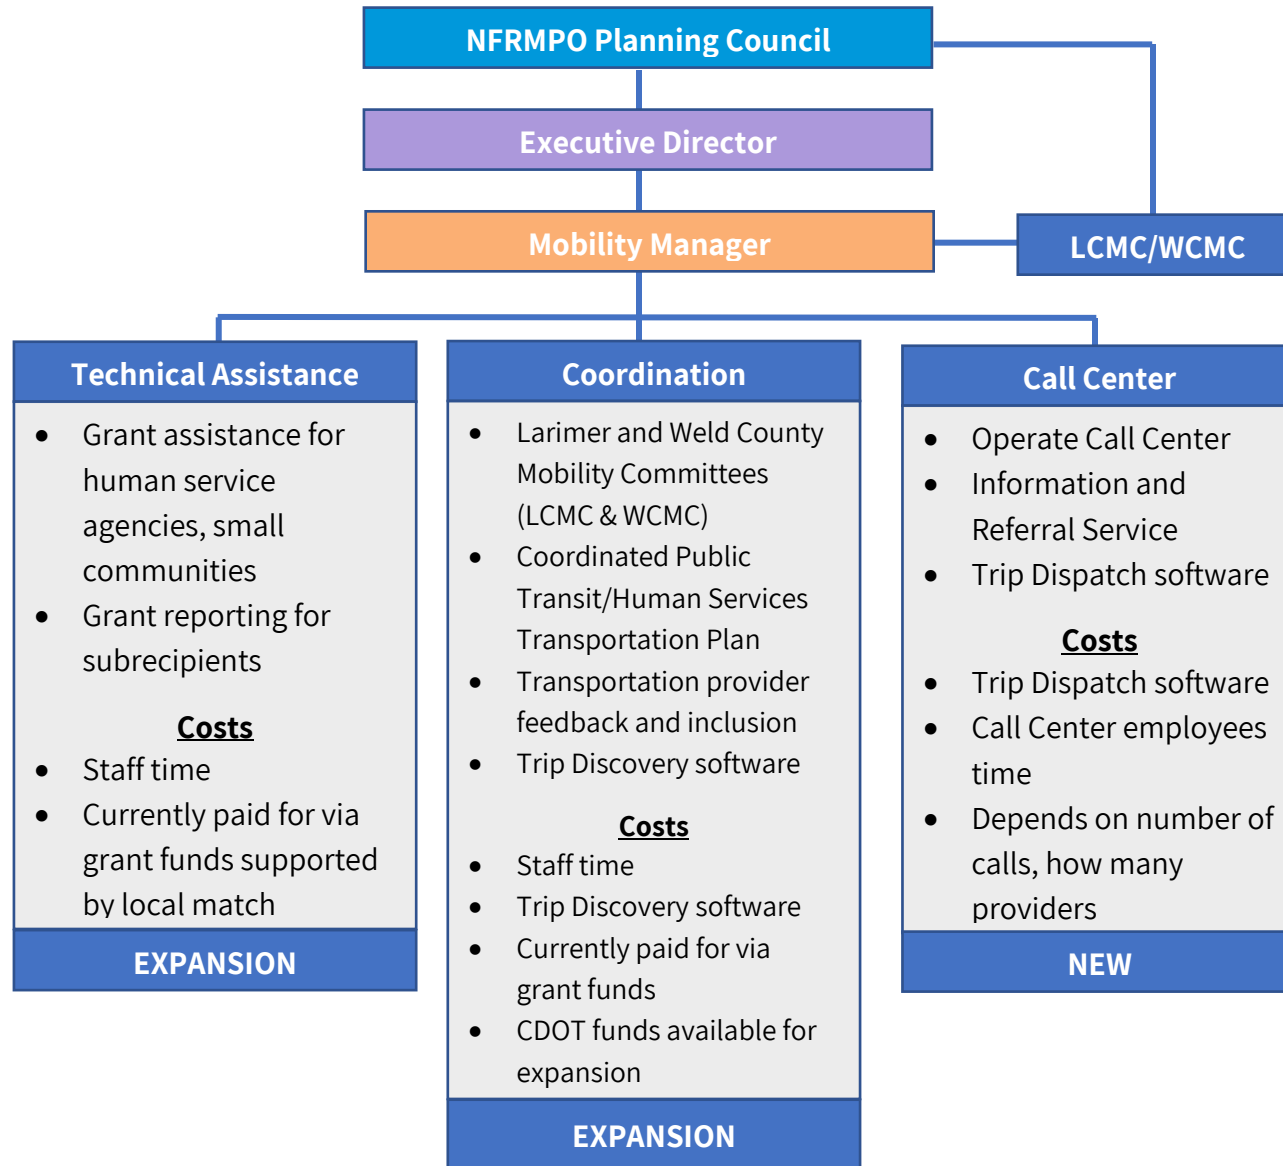 NFRMPO Planning Council
Executive Director
Mobility Manager
LCMC/WCMC
Technical Assistance
• Grant assistance for
human service
agencies, small
communities
• Grant reporting for
subrecipients
Costs
• Staff time
• Currently paid for via
grant funds supported
by local match
EXPANSION
Coordination
• Larimer and Weld County
Mobility Committees
(LCMC & WCMC)
• Coordinated Public
Transit/Human Services
Transportation Plan
• Transportation provider
feedback and inclusion
• Trip Discovery software
Costs
• Staff time
• Trip Discovery software
• Currently paid for via
grant funds
• CDOT funds available for
expansion
EXPANSION
Call Center
• Operate Call Center
• Information and
Referral Service
• Trip Dispatch software
Costs
• Trip Dispatch software
• Call Center employees
time
• Depends on number of
calls, how many
providers
NEW